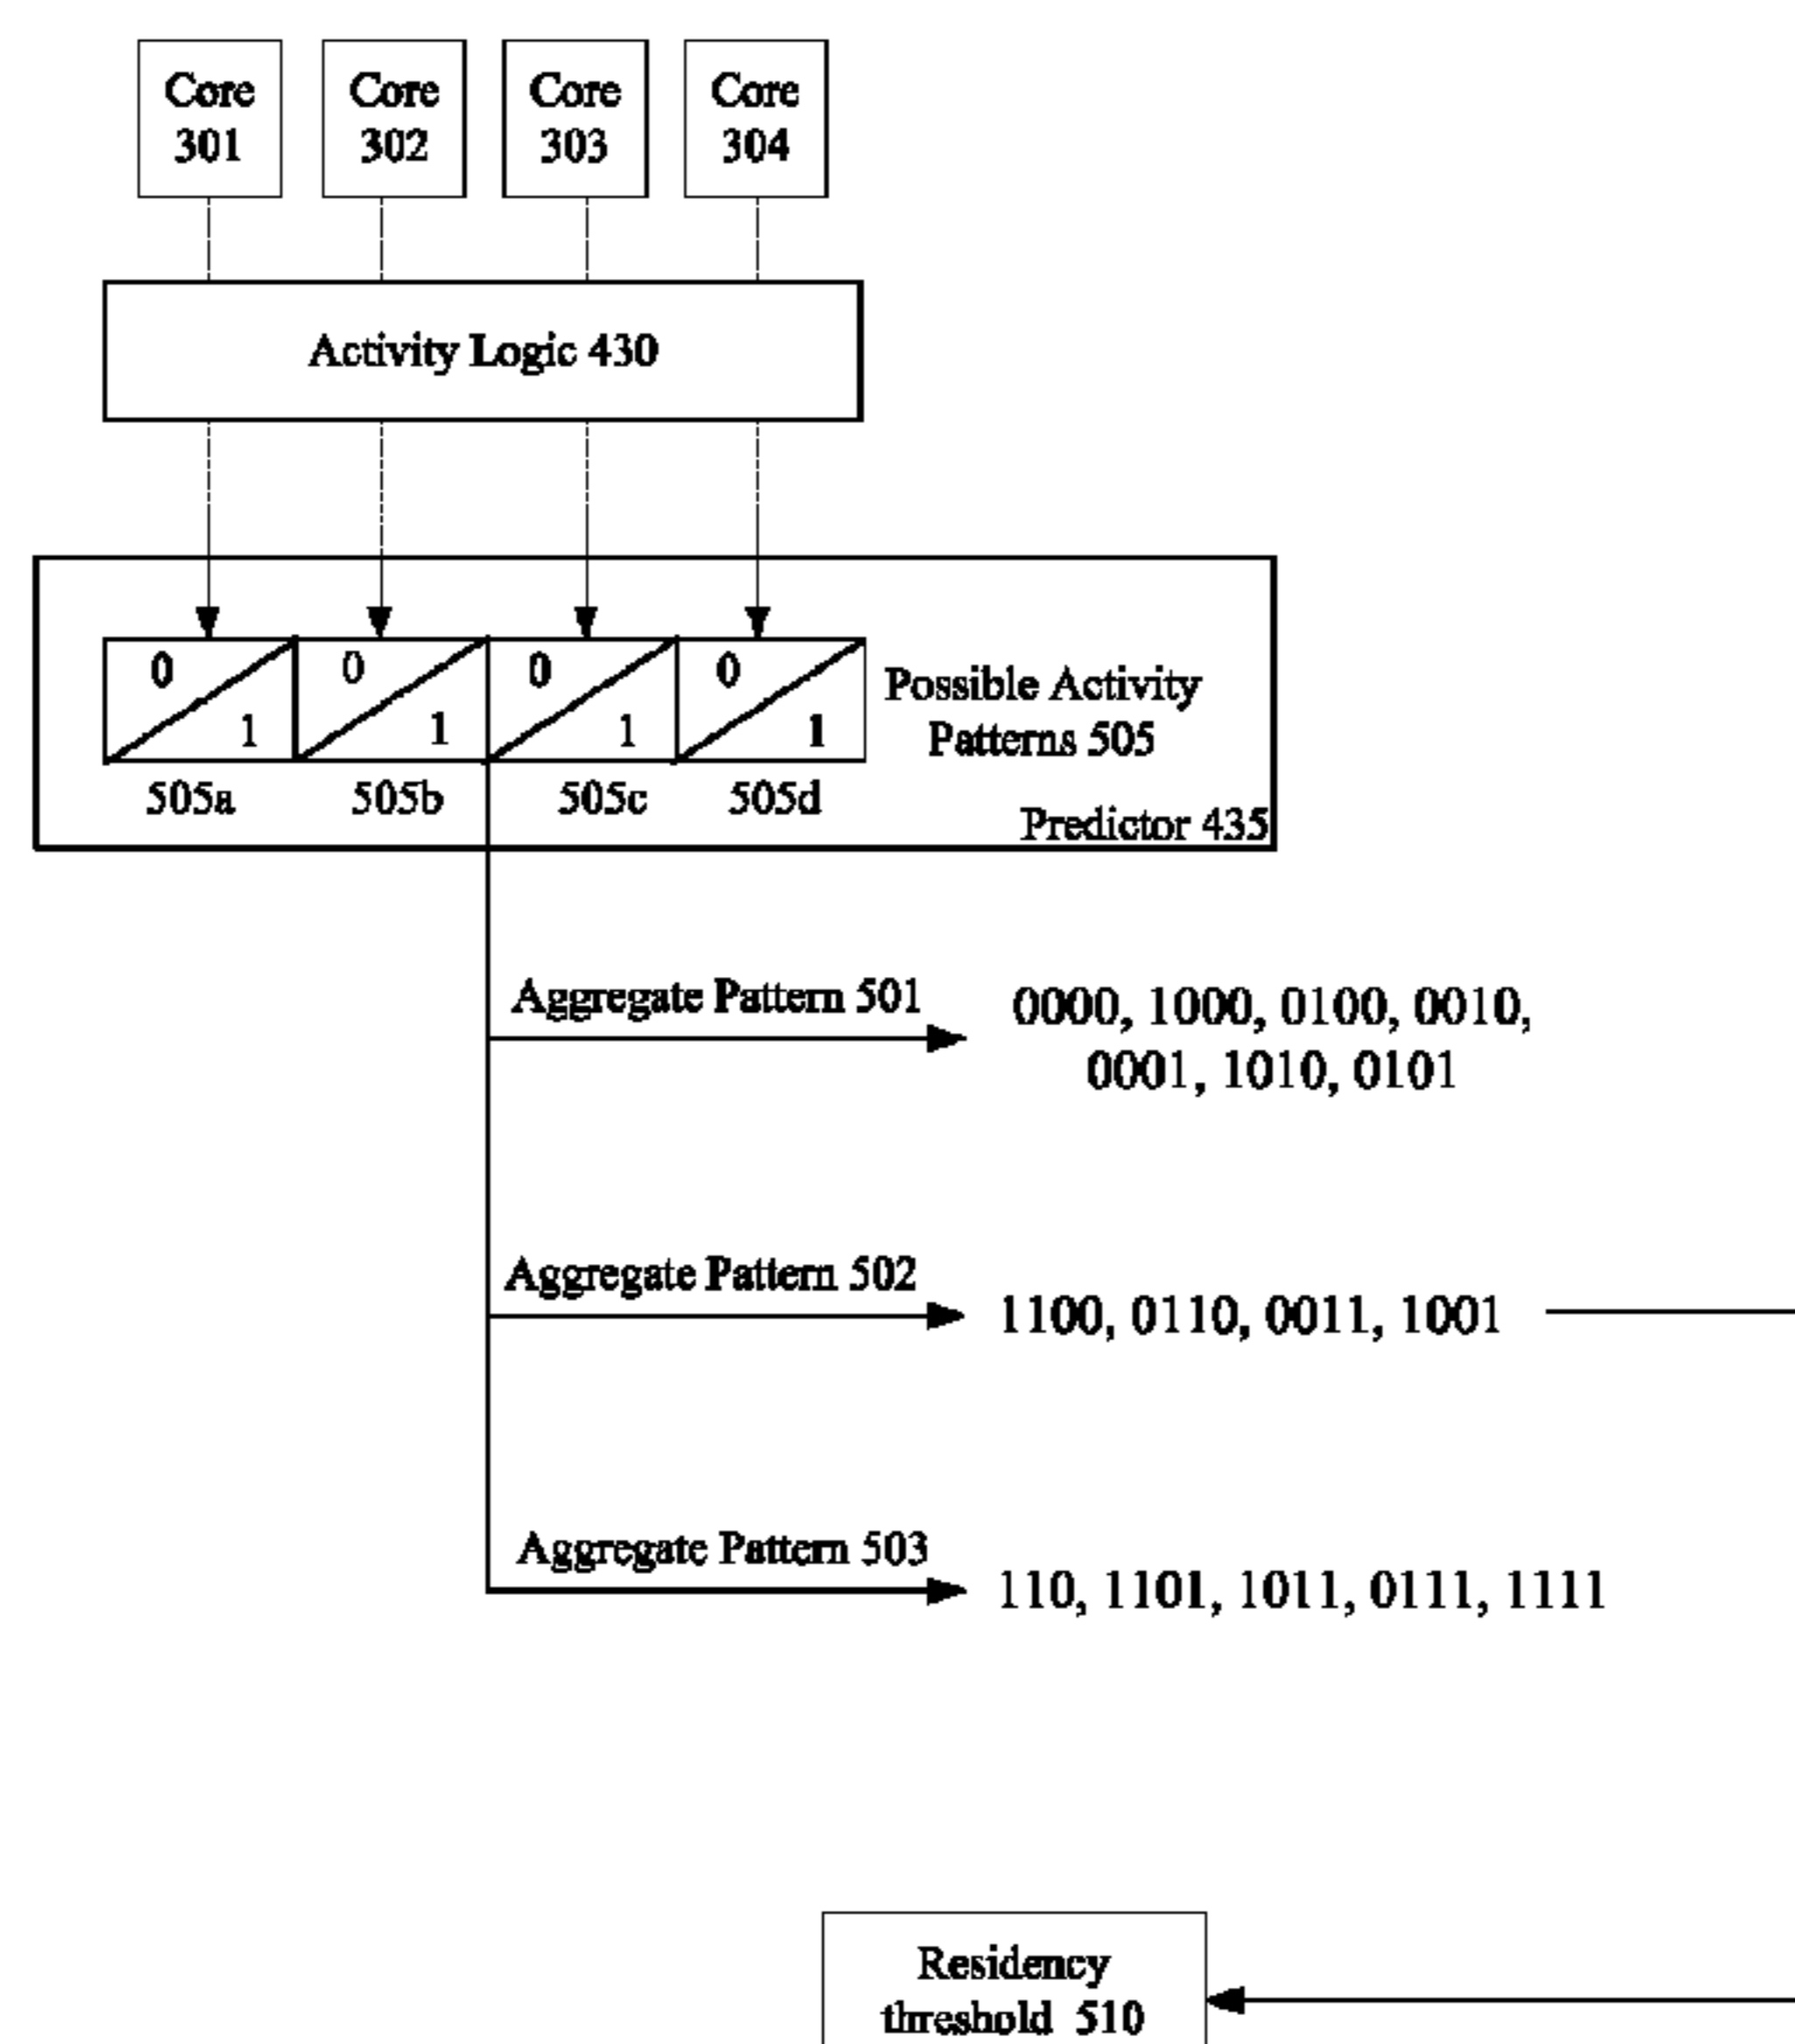 Core
301
Core
302
Core
303
Core
304
Activity Logic 430
0
1
0
1
0
1
0
1
Possible Activity
Patterns 505
505a
505b
505c
505d
Predictor 435
Aggregate Pattern 501
0000, 1000, 0100, 0010,
0001, 1010, 0101
Aggregate Pattern 502
1100, 0110, 0011, 1001
Aggregate Pattern 503
110, 1101, 1011, 0111, 1111
Residency
threshold 510